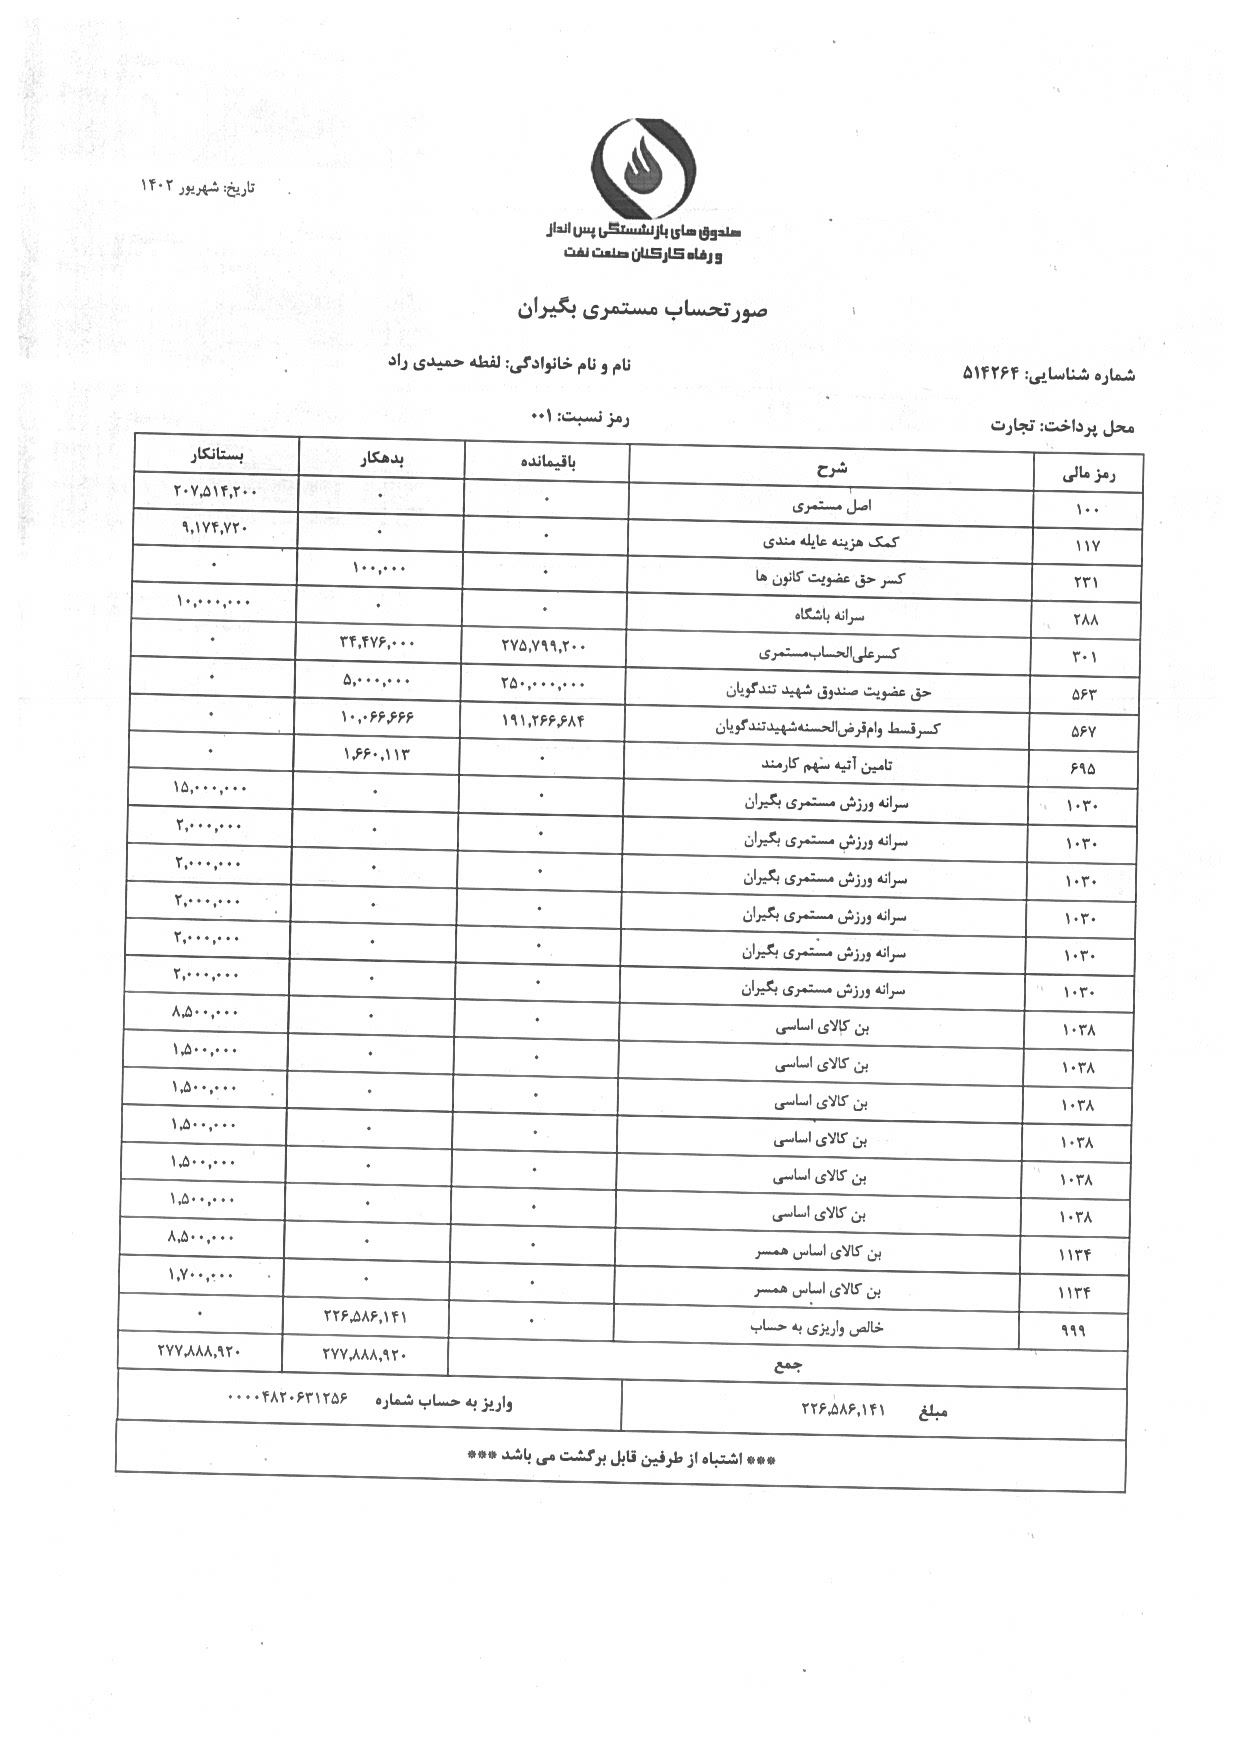 تاریخ: شهریور ۱۴۰۲
صندوق های بازنشستگی پس انداز
و رفاه کارکنان صنعت نفت
صورتحساب مستمری بگیران
شماره شناسایی: ۵۱۴۲۶۴ نام و نام خانوادگی: لفطه حمیدی راد
محل پرداخت: تجارت رمز نسبت: ۰۰۱
رمز مالی شرح باقیمانده بدهکار بستانکار
۱۰۰ اصل مستمری ۰ ۰ ۲۰۷,۵۱۴,۲۰۰
۱۱۷ کمک هزینه عایله مندی ۰ ۰ ۹,۱۷۴,۷۲۰
۲۳۱ کسر حق عضویت کانون ها ۰ ۱۰۰,۰۰۰ ۰
۲۸۸ سرانه باشگاه ۰ ۰ ۱۰,۰۰۰,۰۰۰
۳۰۱ کسرعلی‌الحساب‌مستمری ۲۷۵,۷۹۹,۲۰۰ ۳۴,۴۷۶,۰۰۰ ۰
۵۶۳ حق عضویت صندوق شهید تندگویان ۲۵۰,۰۰۰,۰۰۰ ۵,۰۰۰,۰۰۰ ۰
۵۶۷ کسرقسط وام‌قرض‌الحسنه‌شهیدتندگویان ۱۹۱,۲۶۶,۶۸۴ ۱۰,۰۶۶,۶۶۶ ۰
۶۹۵ تامین آتیه سهم کارمند ۰ ۱,۶۶۰,۱۱۳ ۰
۱۰۳۰ سرانه ورزش مستمری بگیران ۰ ۰ ۱۵,۰۰۰,۰۰۰
۱۰۳۰ سرانه ورزش مستمری بگیران ۰ ۰ ۲,۰۰۰,۰۰۰
۱۰۳۰ سرانه ورزش مستمری بگیران ۰ ۰ ۲,۰۰۰,۰۰۰
۱۰۳۰ سرانه ورزش مستمری بگیران ۰ ۰ ۲,۰۰۰,۰۰۰
۱۰۳۰ سرانه ورزش مستمری بگیران ۰ ۰ ۲,۰۰۰,۰۰۰
۱۰۳۰ سرانه ورزش مستمری بگیران ۰ ۰ ۲,۰۰۰,۰۰۰
۱۰۳۸ بن کالای اساسی ۰ ۰ ۸,۵۰۰,۰۰۰
۱۰۳۸ بن کالای اساسی ۰ ۰ ۱,۵۰۰,۰۰۰
۱۰۳۸ بن کالای اساسی ۰ ۰ ۱,۵۰۰,۰۰۰
۱۰۳۸ بن کالای اساسی ۰ ۰ ۱,۵۰۰,۰۰۰
۱۰۳۸ بن کالای اساسی ۰ ۰ ۱,۵۰۰,۰۰۰
۱۰۳۸ بن کالای اساسی ۰ ۰ ۱,۵۰۰,۰۰۰
۱۱۳۴ بن کالای اساس همسر ۰ ۰ ۸,۵۰۰,۰۰۰
۱۱۳۴ بن کالای اساس همسر ۰ ۰ ۱,۷۰۰,۰۰۰
۹۹۹ خالص واریزی به حساب ۰ ۲۲۶,۵۸۶,۱۴۱ ۰
جمع ۲۷۷,۸۸۸,۹۲۰ ۲۷۷,۸۸۸,۹۲۰
مبلغ ۲۲۶,۵۸۶,۱۴۱ واریز به حساب شماره ۰۰۰۰۴۸۲۰۶۳۱۲۵۶
*** اشتباه از طرفین قابل برگشت می باشد ***